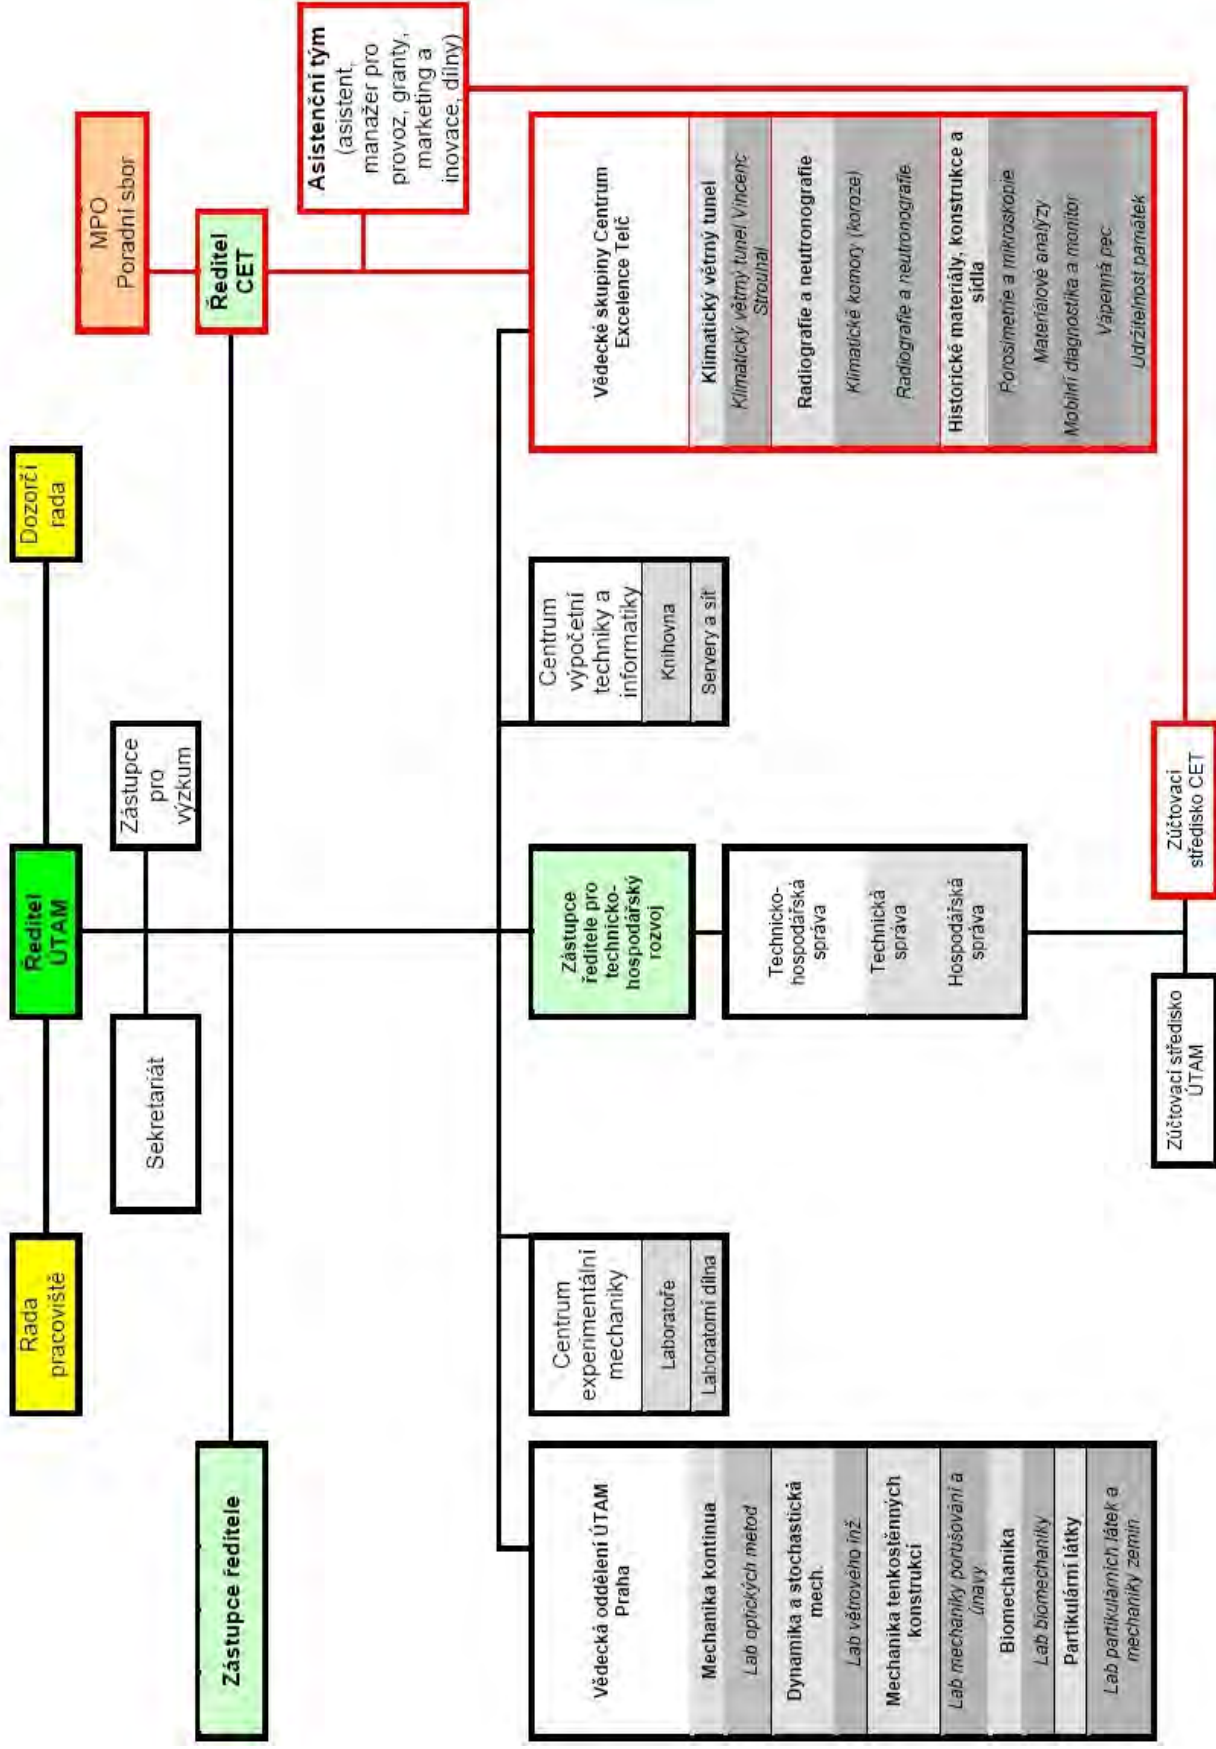 Rada
pracoviště
Ředitel
ÚTAM
Dozorčí
rada
MPO
Poradní sbor
Sekretariát
Zástupce
pro
výzkum
Zástupce ředitele
Ředitel
CET
Asistenční tým
(asistent,
manažer pro
provoz, granty,
marketing a
inovace, dílny)
Vědecká oddělení ÚTAM
Praha
Mechanika kontinua
Lab optických metod
Dynamika a stochastická
mech.
Lab větrového inž.
Mechanika tenkostěnných
konstrukcí
Lab mechaniky porušování a
únavy
Biomechanika
Lab biomechaniky
Partikulární látky
Lab partikulárních látek a
mechaniky zemin
Centrum
experimentální
mechaniky
Laboratoře
Laboratorní dílna
Zástupce
ředitele pro
technicko-
hospodářský
rozvoj
Technicko-
hospodářská
správa
Technická
správa
Hospodářská
správa
Centrum
výpočetní
techniky a
informatiky
Knihovna
Servery a síť
Vědecké skupiny Centrum
Excelence Telč
Klimatický větrný tunel
Klimatický větrný tunel Vincenc
Strouhal
Radiografie a neutronografie
Klimatické komory (koroze)
Radiografie a neutronografie
Historické materiály, konstrukce a
sídla
Porosimetrie a mikroskopie
Materiálové analýzy
Mobilní diagnostika a monitor
Vápenná pec
Udržitelnost památek
Zúčtovací středisko
ÚTAM
Zúčtovací
středisko CET